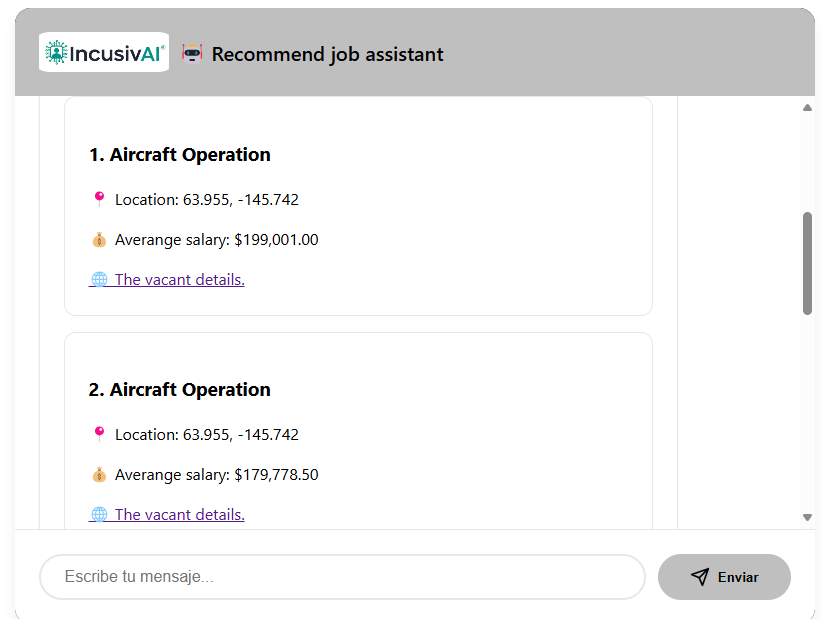 IncusivAI® Recommend job assistant
1. Aircraft Operation
Location: 63.955, -145.742
Averange salary: $199,001.00
The vacant details.
2. Aircraft Operation
Location: 63.955, -145.742
Averange salary: $179,778.50
The vacant details.
Escribe tu mensaje... Enviar